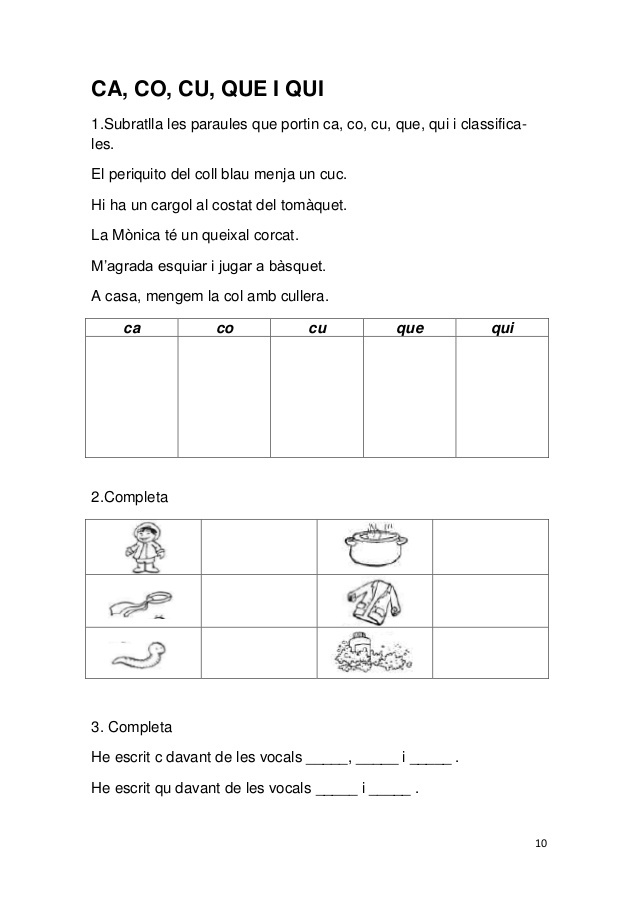 CA, CO, CU, QUE I QUI
1.Subratlla les paraules que portin ca, co, cu, que, qui i classifica-
les.
El periquito del coll blau menja un cuc.
Hi ha un cargol al costat del tomàquet.
La Mònica té un queixal corcat.
M’agrada esquiar i jugar a bàsquet.
A casa, mengem la col amb cullera.
ca co cu que qui
2.Completa
3. Completa
He escrit c davant de les vocals _____, _____ i _____ .
He escrit qu davant de les vocals _____ i _____ .
10